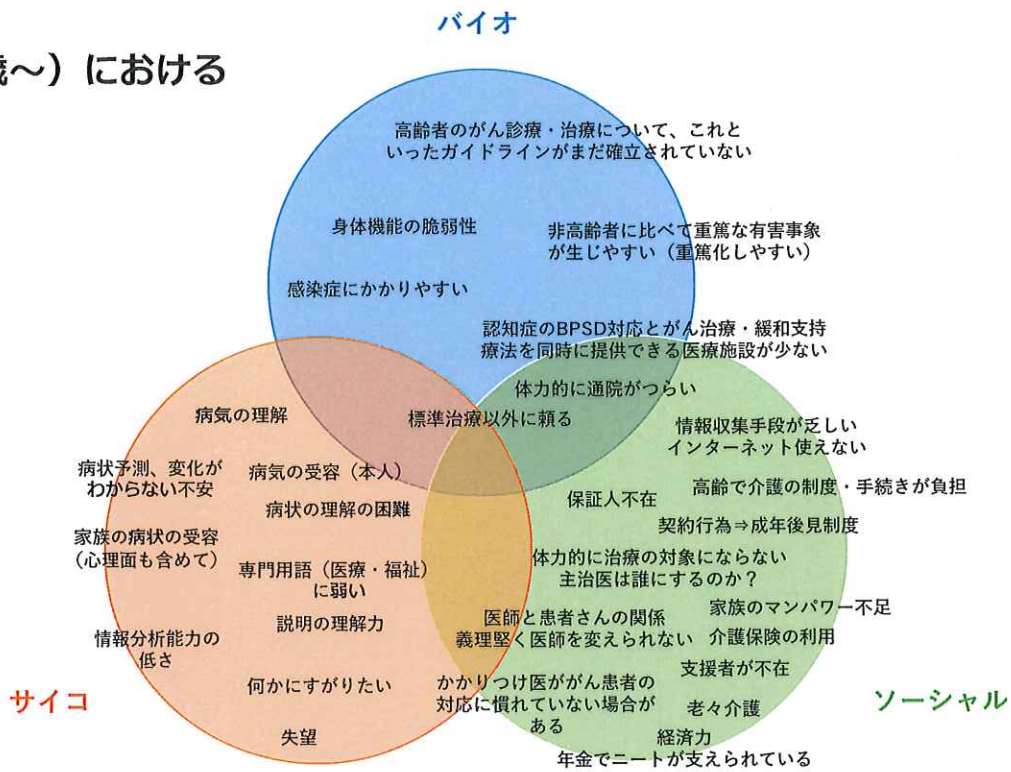 バイオ
歳～）における
高齢者のがん診療・治療について、これと
いったガイドラインがまだ確立されていない
身体機能の脆弱性
非高齢者に比べて重篤な有害事象
が生じやすい（重篤化しやすい）
感染症にかかりやすい
認知症のBPSD対応とがん治療・緩和支持
療法を同時に提供できる医療施設が少ない
体力的に通院がつらい
標準治療以外に頼る
病気の理解
病状予測、変化が
わからない不安
病気の受容（本人）
病状の理解の困難
家族の病状の受容
（心理面も含めて）
専門用語（医療・福祉）
に弱い
説明の理解力
情報分析能力の
低さ
何かにすがりたい
失望
サイコ
情報収集手段が乏しい
インターネット使えない
高齢で介護の制度・手続きが負担
保証人不在
契約行為⇒成年後見制度
体力的に治療の対象にならない
主治医は誰にするのか？
家族のマンパワー不足
医師と患者さんの関係
義理堅く医師を変えられない
介護保険の利用
支援者が不在
かかりつけ医ががん患者の
対応に慣れていない場合が
ある
老々介護
経済力
年金でニートが支えられている
ソーシャル